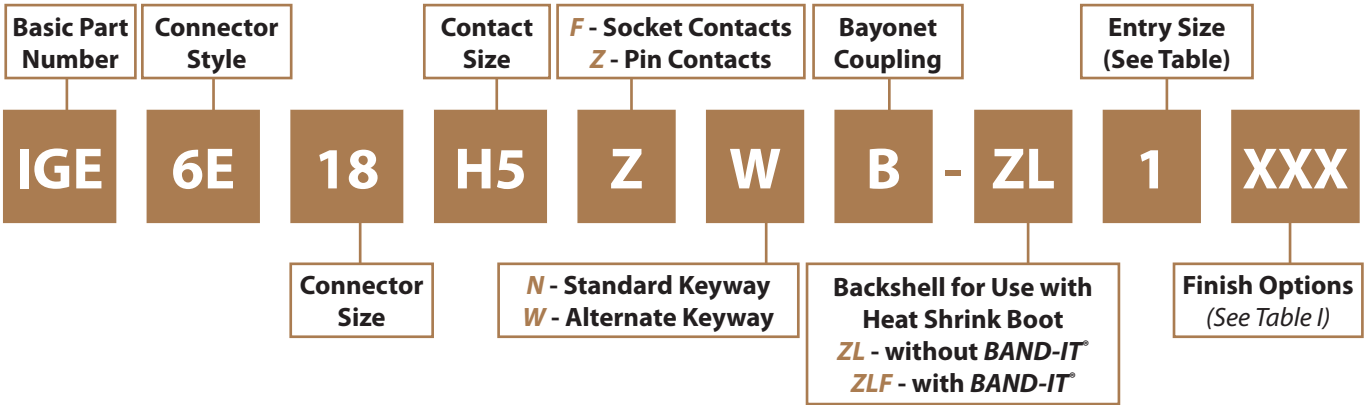 Basic Part
Number
Connector
Style
Contact
Size
F - Socket Contacts
Z - Pin Contacts
Bayonet
Coupling
Entry Size
(See Table)
IGE 6E 18 H5 Z W B - ZL 1 XXX
Connector
Size
N - Standard Keyway
W - Alternate Keyway
Backshell for Use with
Heat Shrink Boot
ZL - without BAND-IT®
ZLF - with BAND-IT®
Finish Options
(See Table I)